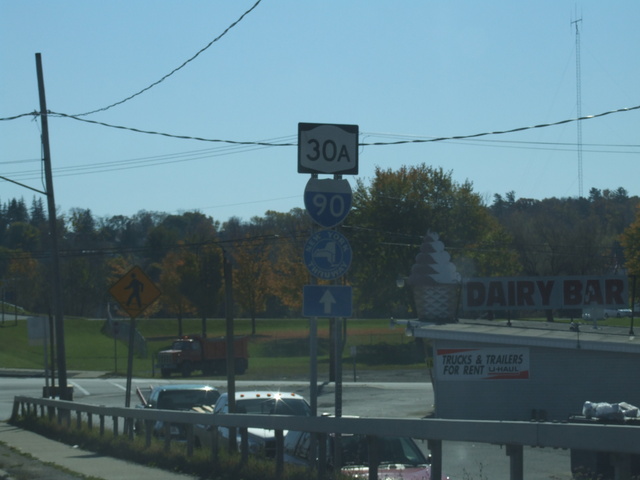 30A
90
DAIRY BAR
TRUCKS & TRAILERS
FOR RENT U-HAUL